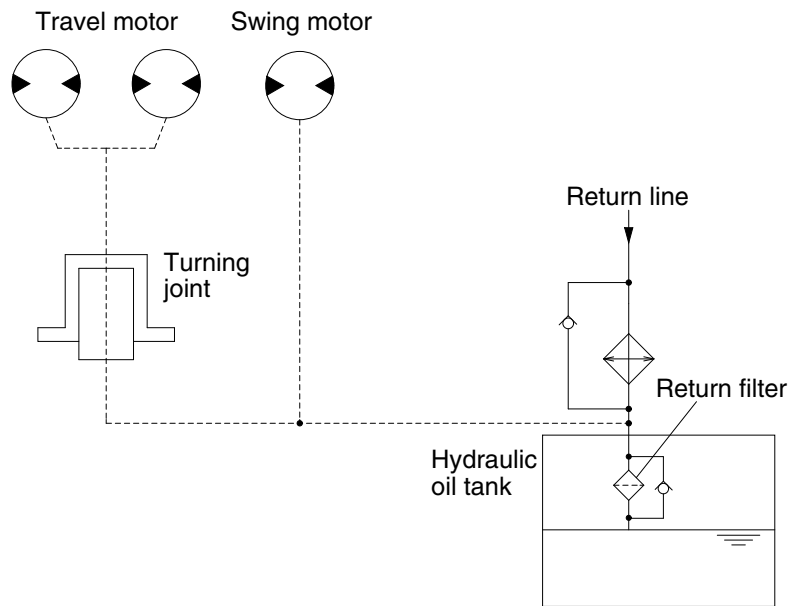 Travel motor
Swing motor
Return line
Turning
joint
Return filter
Hydraulic
oil tank